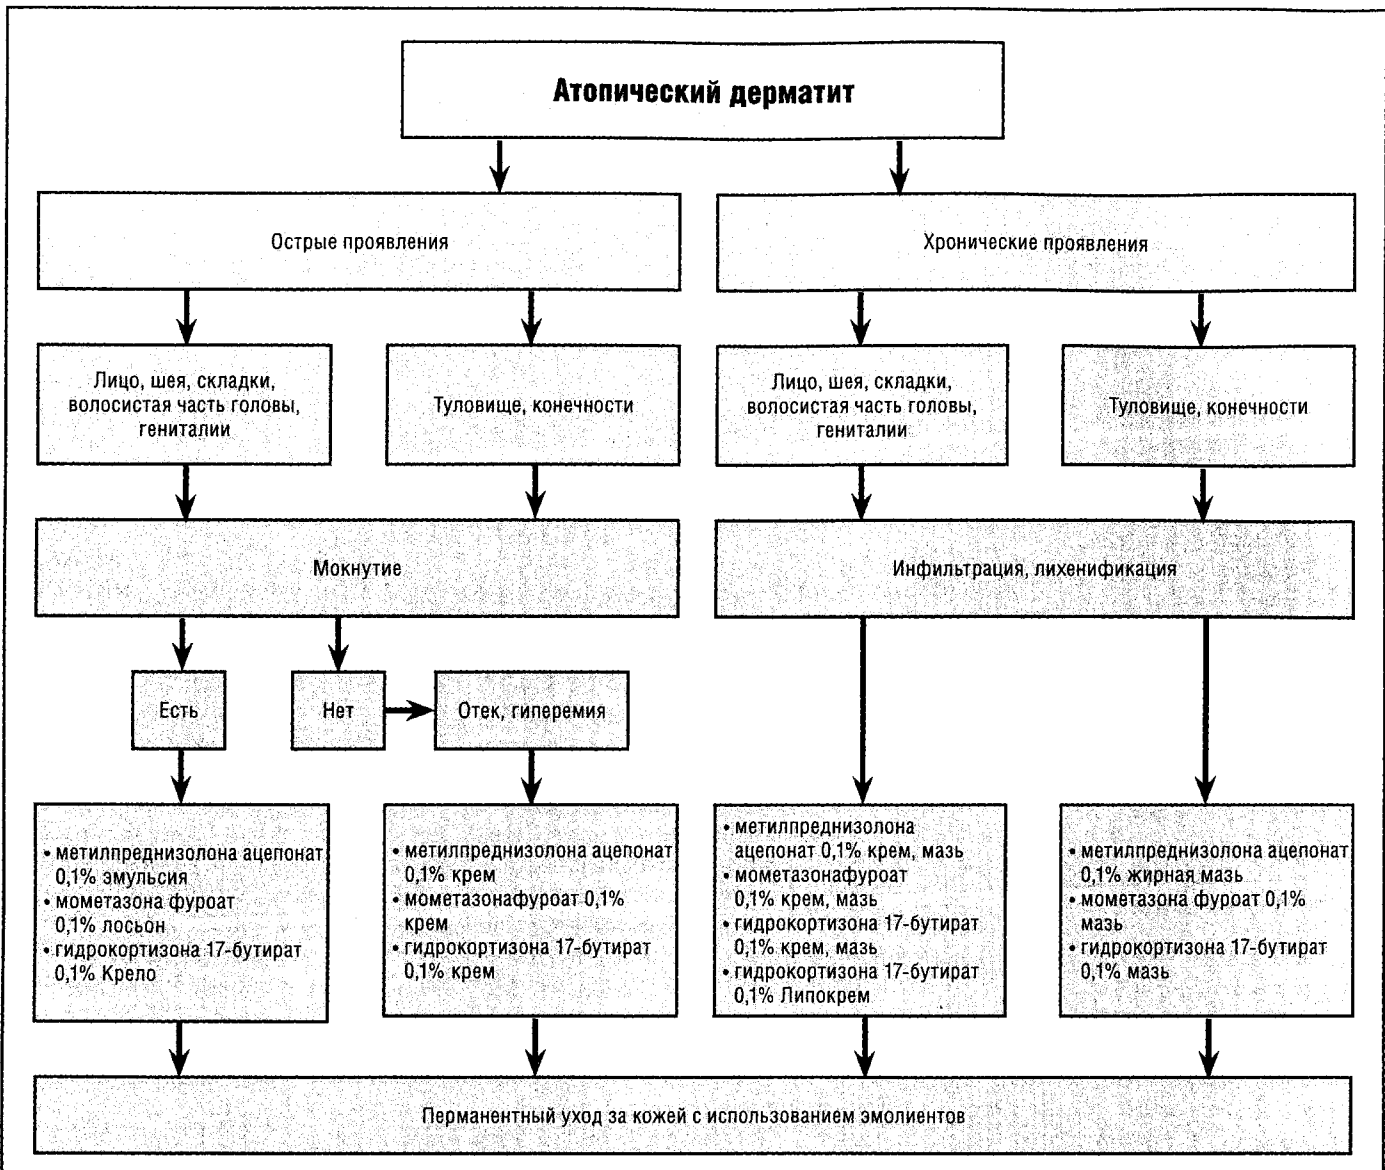 Атопический дерматит
Острые проявления
Хронические проявления
Лицо, шея, складки,
волосистая часть головы,
гениталии
Туловище, конечности
Лицо, шея, складки,
волосистая часть головы,
гениталии
Туловище, конечности
Мокнутие
Инфильтрация, лихенификация
Есть
Нет
Отек, гиперемия
• метилпреднизолона ацепонат
0,1% эмульсия
• мометазона фуроат
0,1% лосьон
• гидрокортизона 17-бутират
0,1% Крело
• метилпреднизолона ацепонат
0,1% крем
• мометазонафуроат 0,1%
крем
• гидрокортизона 17-бутират
0,1% крем
• метилпреднизолона
ацепонат 0,1% крем, мазь
• мометазонафуроат
0,1% крем, мазь
• гидрокортизона 17-бутират
0,1% крем, мазь
• гидрокортизона 17-бутират
0,1% Липокрем
• метилпреднизолона ацепонат
0,1% жирная мазь
• мометазона фуроат 0,1%
мазь
• гидрокортизона 17-бутират
0,1% мазь
Перманентный уход за кожей с использованием эмолиентов